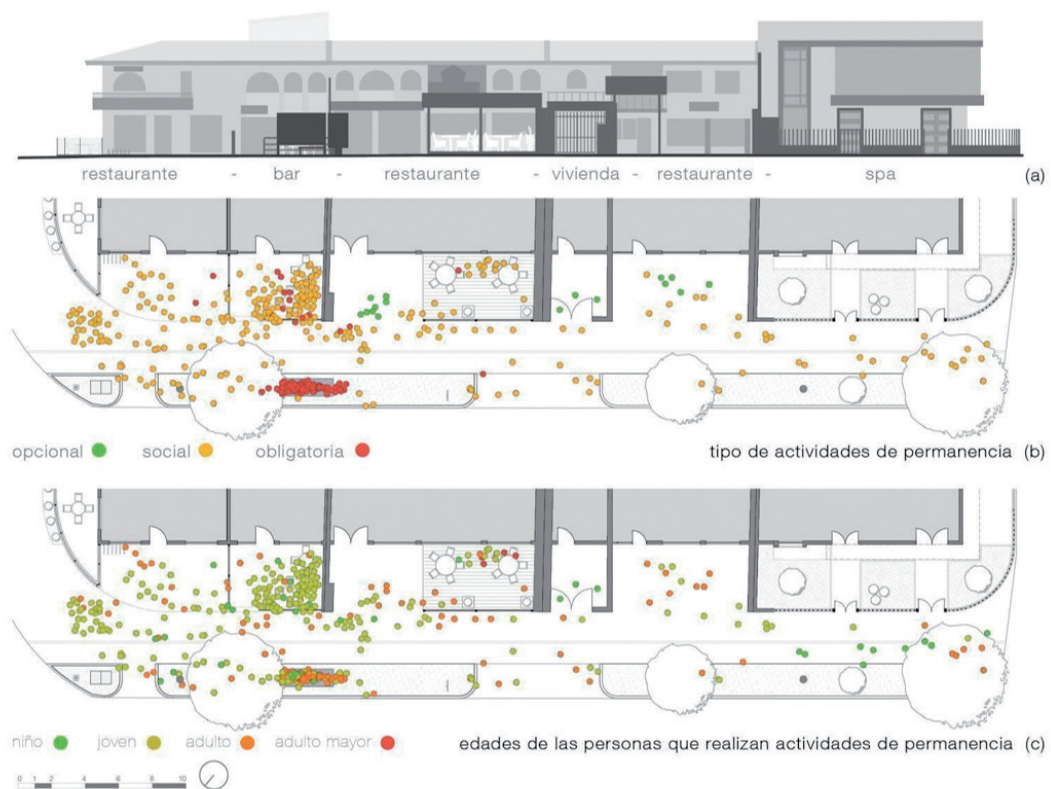 restaurante - bar - restaurante - vivienda - restaurante - spa (a)
opcional social obligatoria tipo de actividades de permanencia (b)
niño joven adulto adulto mayor edades de las personas que realizan actividades de permanencia (c)
0 1 2 4 6 8 10